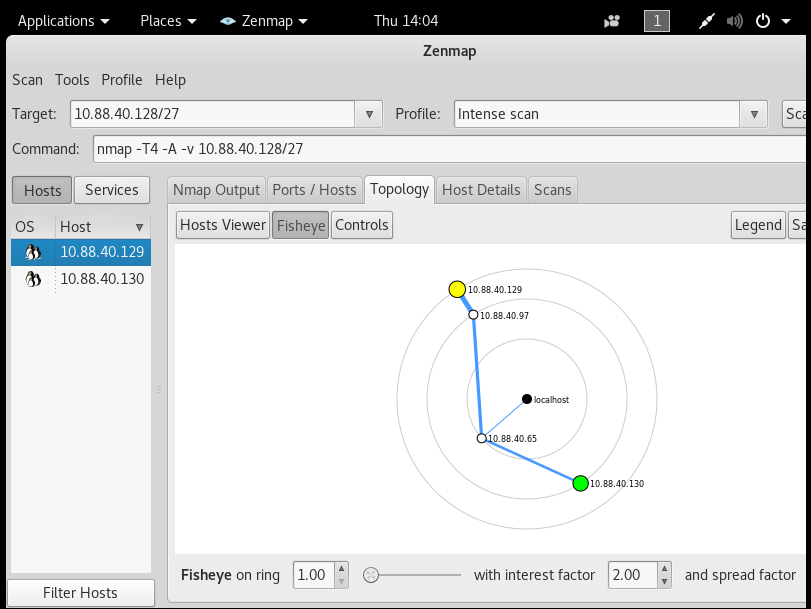 Applications Places Zenmap Thu 14:04 1
Zenmap
Scan Tools Profile Help
Target: 10.88.40.128/27 Profile: Intense scan
Command: nmap -T4 -A -v 10.88.40.128/27
Hosts Services Nmap Output Ports / Hosts Topology Host Details Scans
OS Host Hosts Viewer Fisheye Controls Legend
10.88.40.129
10.88.40.130
10.88.40.129
10.88.40.97
localhost
10.88.40.65
10.88.40.130
Fisheye on ring 1.00 with interest factor 2.00 and spread factor
Filter Hosts